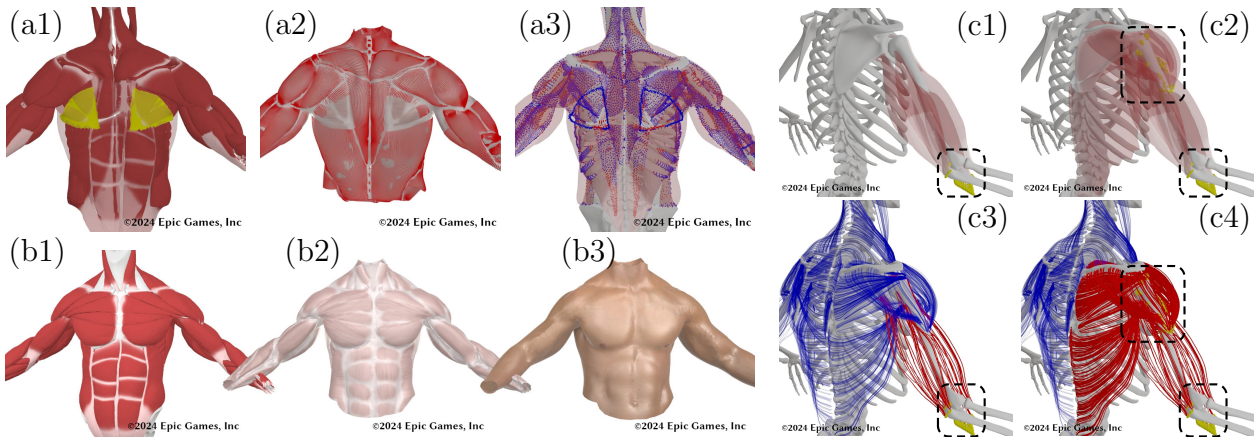 (a1)
(a2)
(a3)
©2024 Epic Games, Inc
©2024 Epic Games, Inc
©2024 Epic Games, Inc
(b1)
(b2)
(b3)
©2024 Epic Games, Inc
©2024 Epic Games, Inc
©2024 Epic Games, Inc
(c1)
(c2)
©2024 Epic Games, Inc
©2024 Epic Games, Inc
(c3)
(c4)
©2024 Epic Games, Inc
©2024 Epic Games, Inc